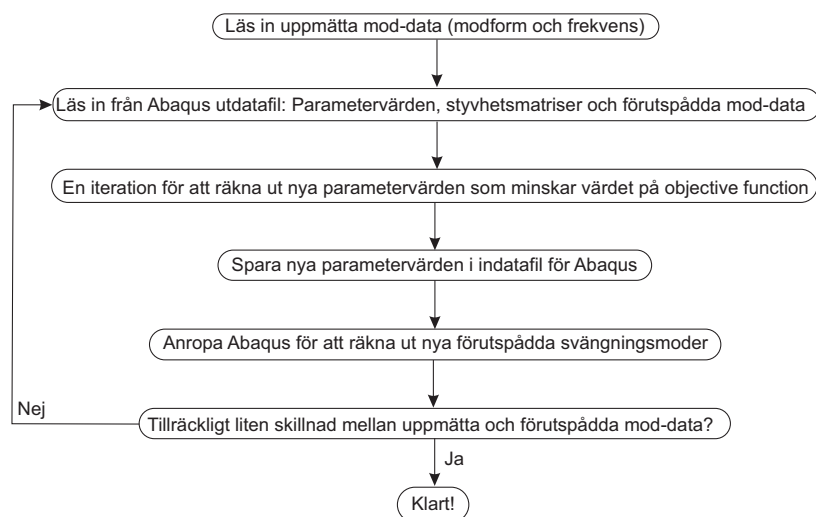 Läs in uppmätta mod-data (modform och frekvens)
Läs in från Abaqus utdatafil: Parametervärden, styvhetsmatriser och förutspådda mod-data
En iteration för att räkna ut nya parametervärden som minskar värdet på objective function
Spara nya parametervärden i indatafil för Abaqus
Anropa Abaqus för att räkna ut nya förutspådda svängningsmoder
Nej
Tillräckligt liten skillnad mellan uppmätta och förutspådda mod-data?
Ja
Klart!